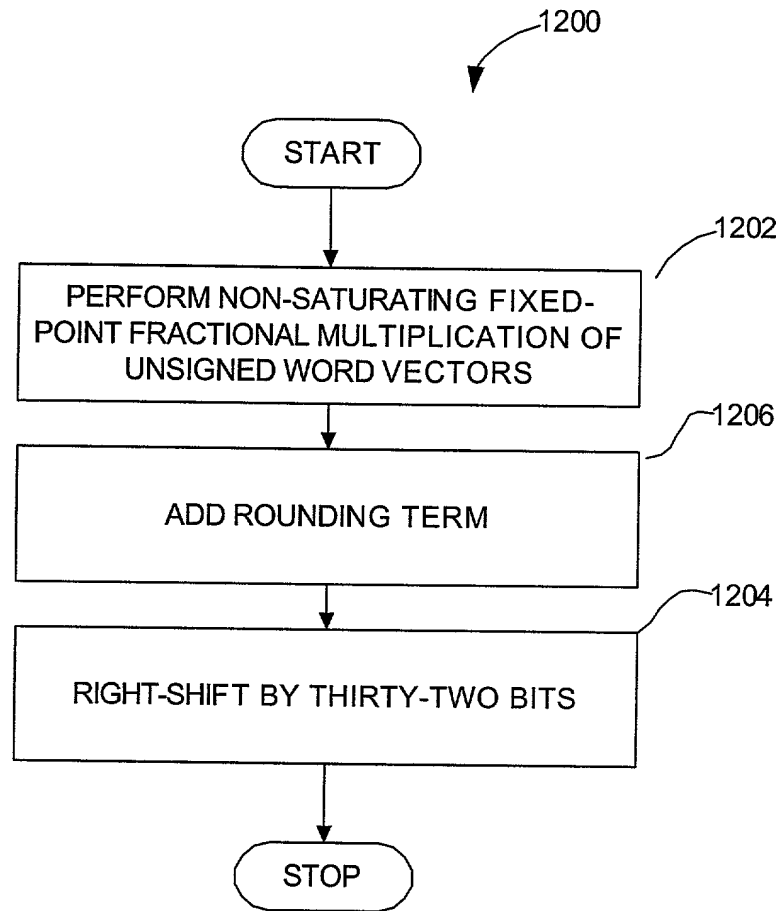 1200
START
1202
PERFORM NON-SATURATING FIXED-
POINT FRACTIONAL MULTIPLICATION OF
UNSIGNED WORD VECTORS
1206
ADD ROUNDING TERM
1204
RIGHT-SHIFT BY THIRTY-TWO BITS
STOP